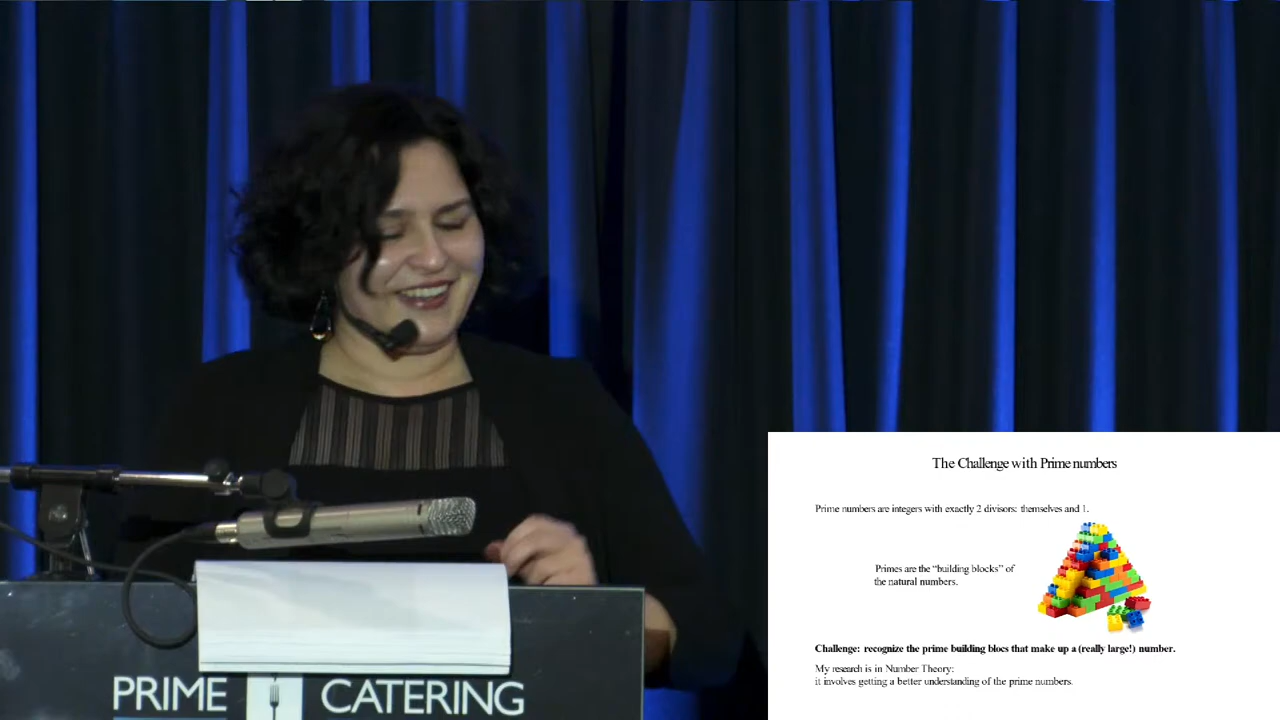 PRIME CATERING
The Challenge with Prime numbers
Prime numbers are integers with exactly 2 divisors: themselves and 1.
Primes are the “building blocks” of
the natural numbers.
Challenge: recognize the prime building blocs that make up a (really large!) number.
My research is in Number Theory:
it involves getting a better understanding of the prime numbers.